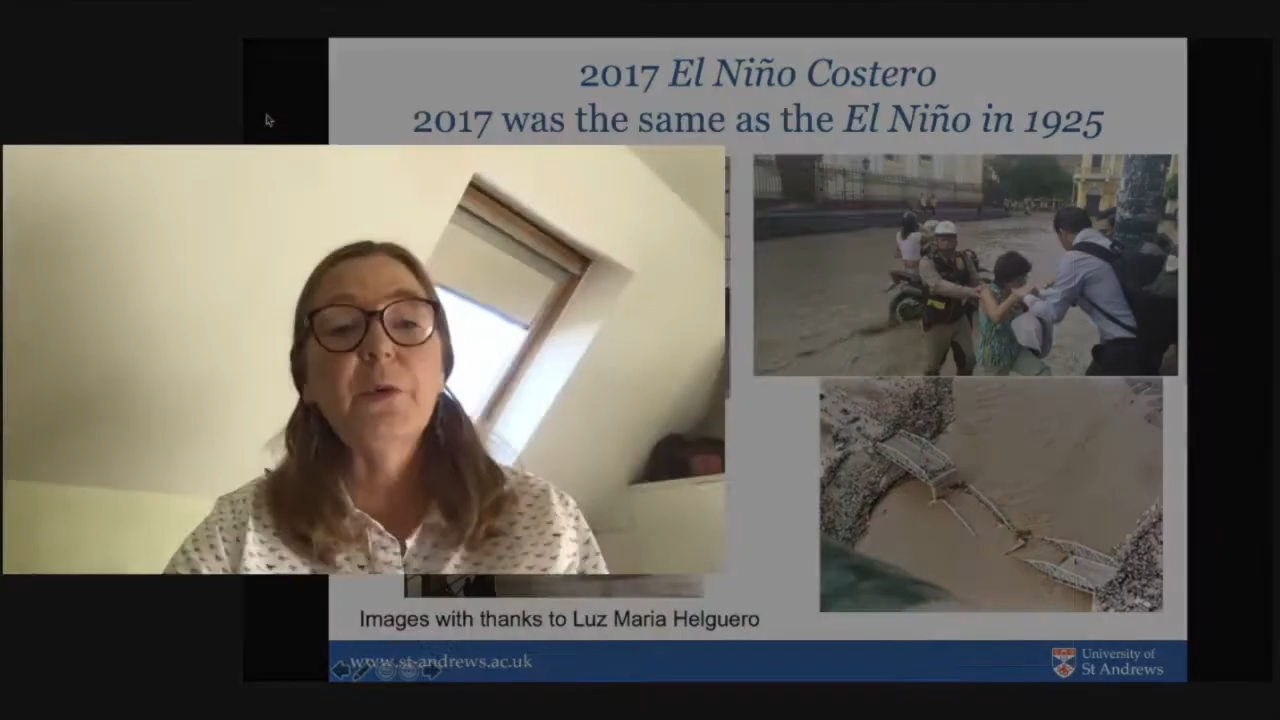 2017 El Niño Costero
2017 was the same as the El Niño in 1925
Images with thanks to Luz Maria Helguero
www.st-andrews.ac.uk
University of
St Andrews